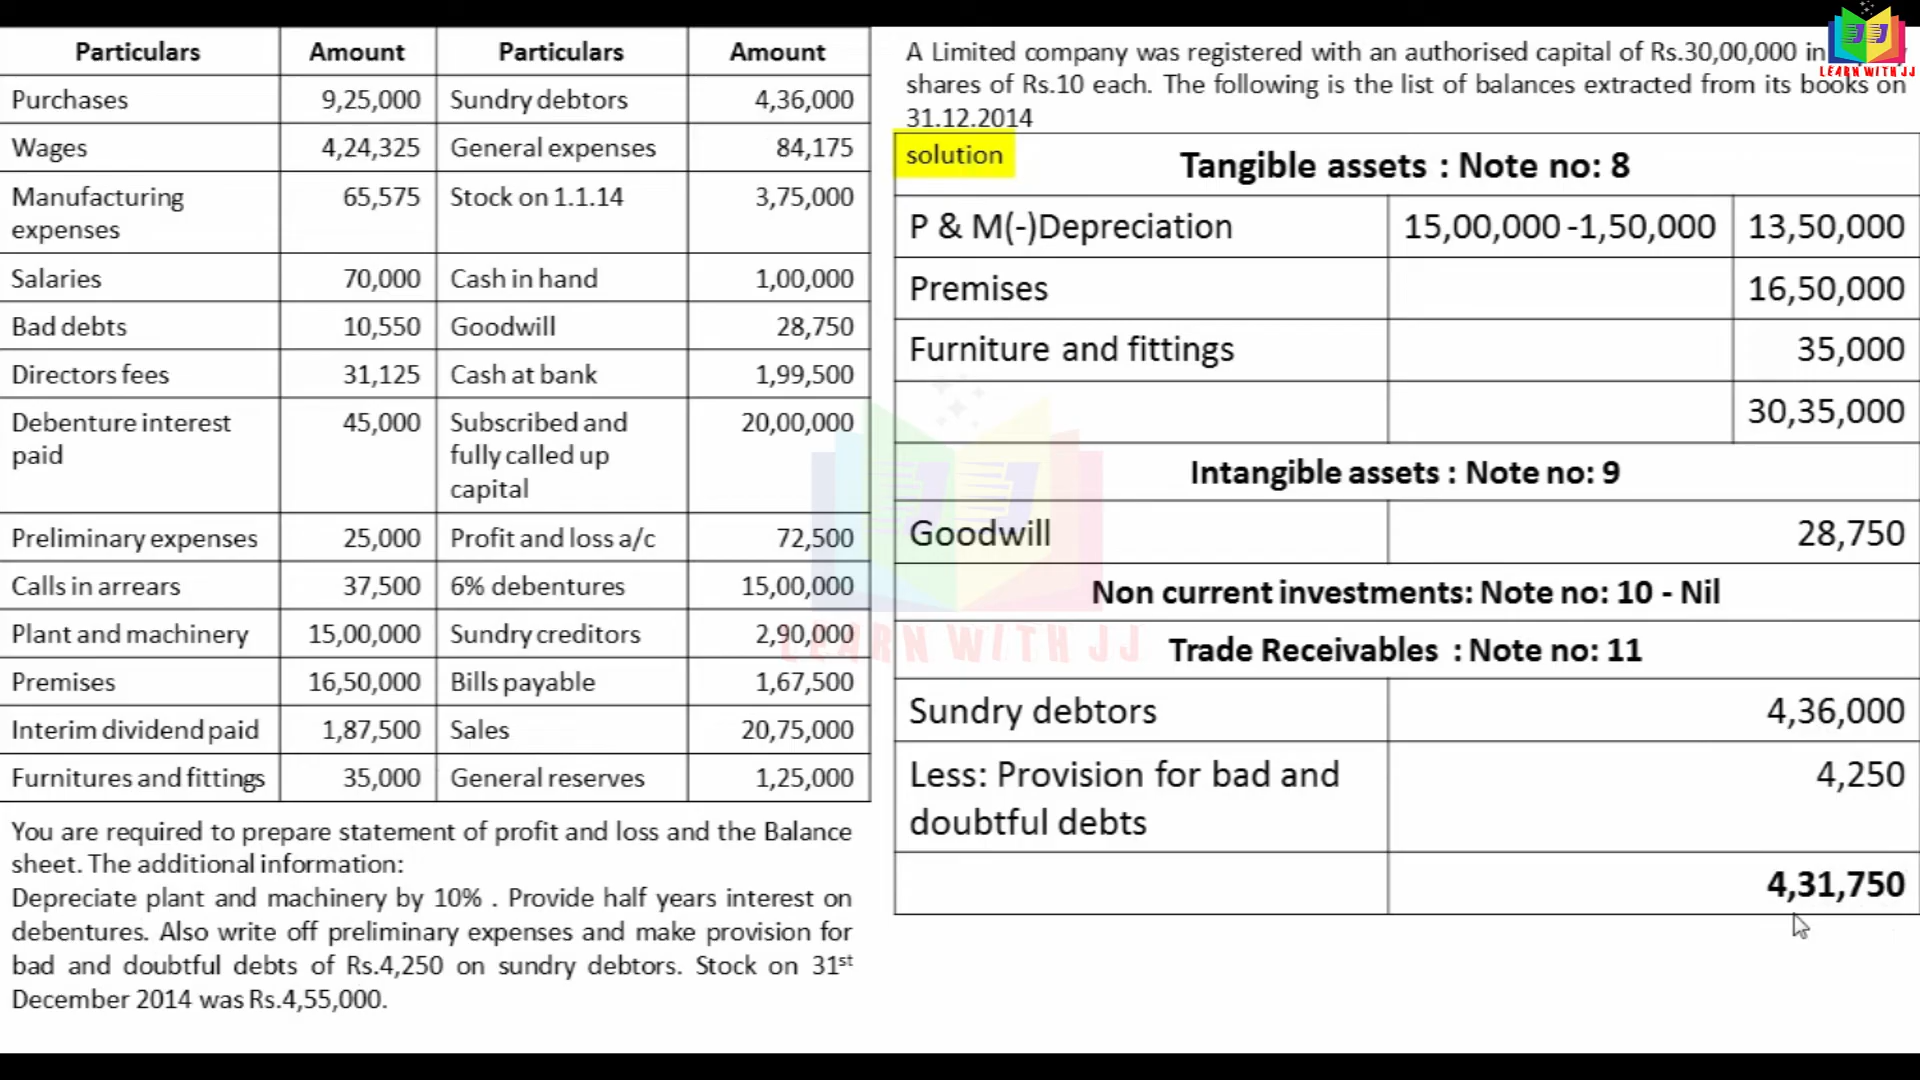 Particulars Amount Particulars Amount
Purchases 9,25,000 Sundry debtors 4,36,000
Wages 4,24,325 General expenses 84,175
Manufacturing 65,575 Stock on 1.1.14 3,75,000
expenses
Salaries 70,000 Cash in hand 1,00,000
Bad debts 10,550 Goodwill 28,750
Directors fees 31,125 Cash at bank 1,99,500
Debenture interest 45,000 Subscribed and 20,00,000
paid fully called up
capital
Preliminary expenses 25,000 Profit and loss a/c 72,500
Calls in arrears 37,500 6% debentures 15,00,000
Plant and machinery 15,00,000 Sundry creditors 2,90,000
Premises 16,50,000 Bills payable 1,67,500
Interim dividend paid 1,87,500 Sales 20,75,000
Furnitures and fittings 35,000 General reserves 1,25,000
You are required to prepare statement of profit and loss and the Balance
sheet. The additional information:
Depreciate plant and machinery by 10% . Provide half years interest on
debentures. Also write off preliminary expenses and make provision for
bad and doubtful debts of Rs.4,250 on sundry debtors. Stock on 31st
December 2014 was Rs.4,55,000.
A Limited company was registered with an authorised capital of Rs.30,00,000 in
shares of Rs.10 each. The following is the list of balances extracted from its books on
31.12.2014
solution
Tangible assets : Note no: 8
P & M(-)Depreciation 15,00,000 -1,50,000 13,50,000
Premises 16,50,000
Furniture and fittings 35,000
30,35,000
Intangible assets : Note no: 9
Goodwill 28,750
Non current investments: Note no: 10 - Nil
Trade Receivables : Note no: 11
Sundry debtors 4,36,000
Less: Provision for bad and 4,250
doubtful debts
4,31,750
LEARN WITH JJ
LEARN WITH JJ